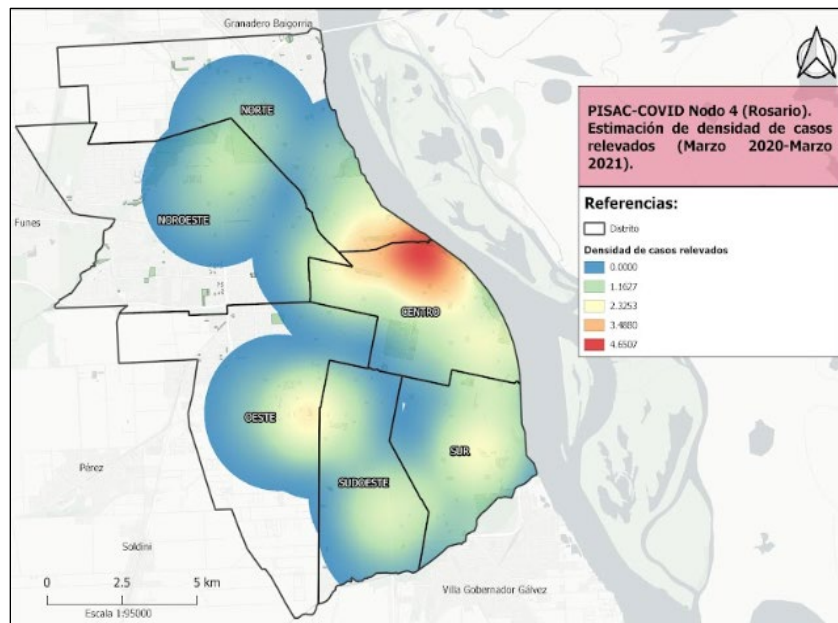 Granadero Baigorria
NORTE
PISAC-COVID Nodo 4 (Rosario).
Estimación de densidad de casos
relevados (Marzo 2020-Marzo
2021).
Referencias:
Distrito
Densidad de casos relevados
0.0000
1.1627
2.3253
3.4880
4.6507
Funes
NOROESTE
CENTRO
OESTE
SUR
Pérez
SUDOESTE
Soldini
Villa Gobernador Gálvez
0 2.5 5 km
Escala 1:95000